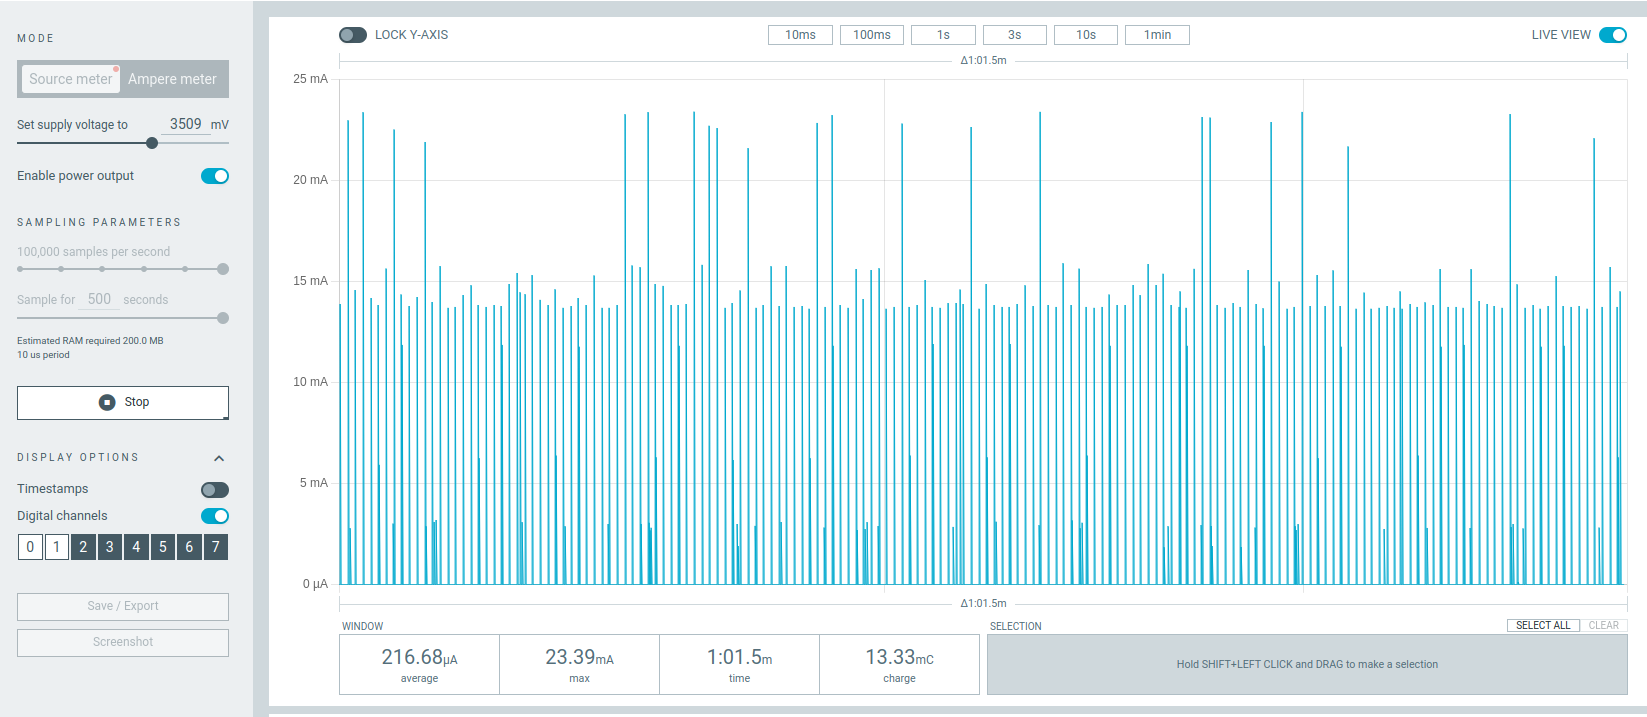 MODE
Source meter Ampere meter
Set supply voltage to 3509 mV
Enable power output
SAMPLING PARAMETERS
100,000 samples per second
Sample for 500 seconds
Estimated RAM required 200.0 MB
10 us period
Stop
DISPLAY OPTIONS
Timestamps
Digital channels
0 1 2 3 4 5 6 7
Save / Export
Screenshot
LOCK Y-AXIS 10ms 100ms 1s 3s 10s 1min LIVE VIEW
Δ1:01.5m
25 mA
20 mA
15 mA
10 mA
5 mA
0 µA
Δ1:01.5m
WINDOW
216.68µA 23.39mA 1:01.5m 13.33mC
average max time charge
SELECTION SELECT ALL CLEAR
Hold SHIFT+LEFT CLICK and DRAG to make a selection